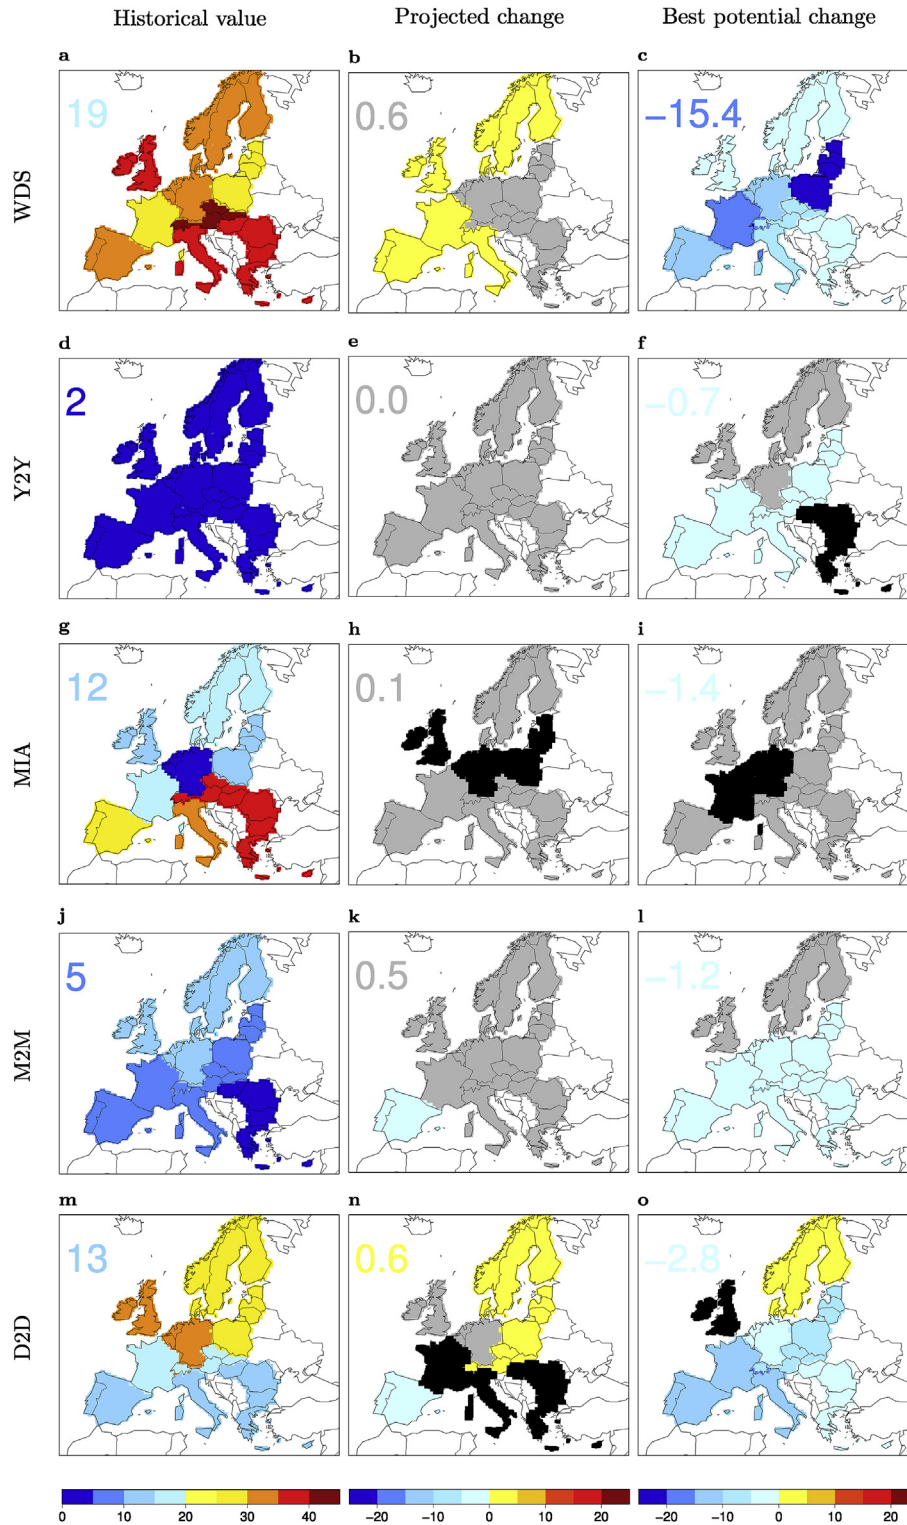 Historical value Projected change Best potential change
a b c
WDS 19 0.6 −15.4
d e f
Y2Y 2 0.0 −0.7
g h i
MIA 12 0.1 −1.4
j k l
M2M 5 0.5 −1.2
m n o
D2D 13 0.6 −2.8
0 10 20 30 40 −20 −10 0 10 20 −20 −10 0 10 20